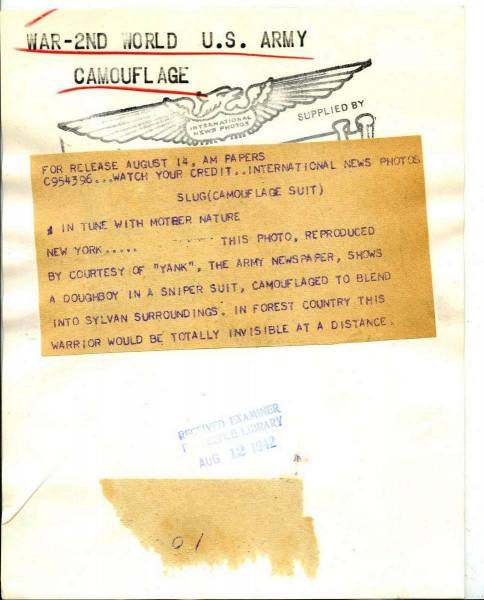 WAR-2ND WORLD U.S. ARMY
CAMOUFLAGE
INTERNATIONAL
NEWS PHOTOS
SUPPLIED BY
FOR RELEASE AUGUST 14, AM PAPERS
C954396...WATCH YOUR CREDIT..INTERNATIONAL NEWS PHOTOS
SLUG(CAMOUFLAGE SUIT)
IN TUNE WITH MOTHER NATURE
NEW YORK..... THIS PHOTO, REPRODUCED
BY COURTESY OF "YANK", THE ARMY NEWSPAPER, SHOWS
A DOUGHBOY IN A SNIPER SUIT, CAMOUFLAGED TO BLEND
INTO SYLVAN SURROUNDINGS. IN FOREST COUNTRY THIS
WARRIOR WOULD BE TOTALLY INVISIBLE AT A DISTANCE.
RECEIVED EXAMINER
LIBRARY
AUG 12 1942
01